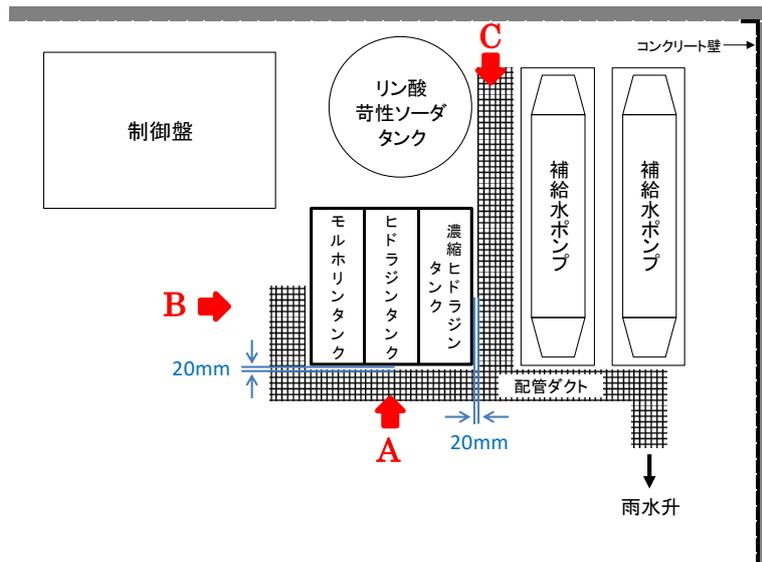 C
コンクリート壁
リン酸
苛性ソーダ
タンク
制御盤
補給水ポンプ
補給水ポンプ
モルホリンタンク
ヒドラジンタンク
濃縮ヒドラジン
タンク
B
20mm
配管ダクト
A
20mm
雨水升